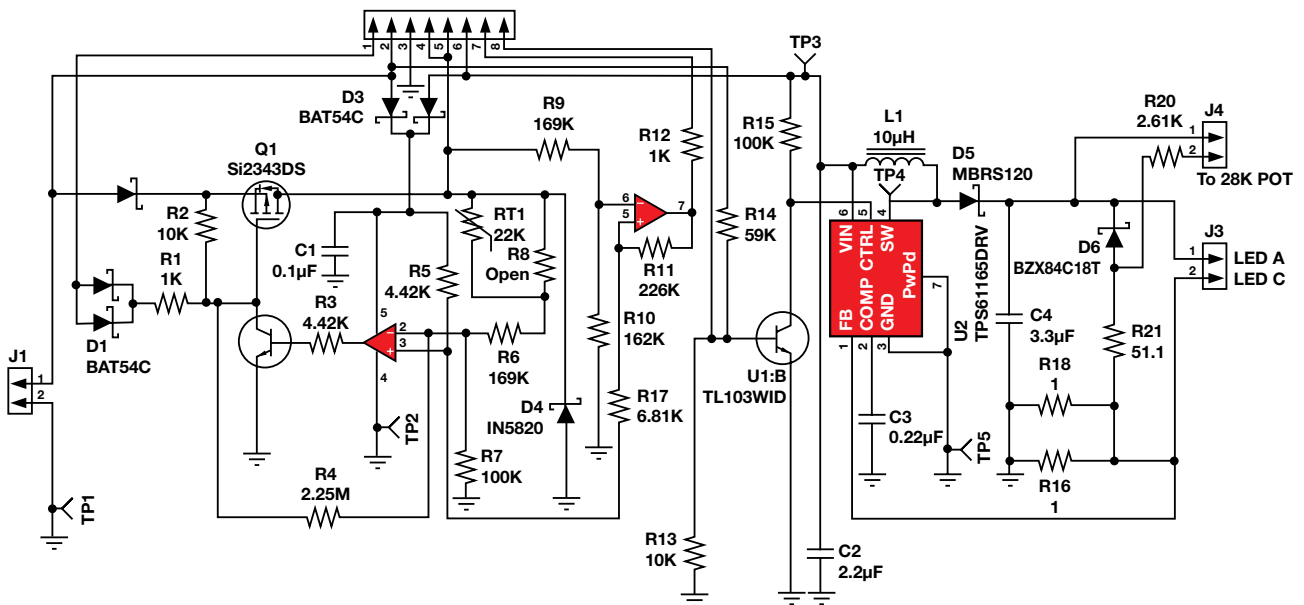 1 2 3 4 5 6 7 8
TP3
D3
BAT54C
R9
169K
R12
1K
R15
100K
L1
10µH
R20
2.61K
J4
1
2
To 28K POT
Q1
Si2343DS
D5
MBRS120
TP4
R2
10K
RT1
22K
6
5
7
R14
59K
6 5 4
VIN
CTRL
SW
COMP
PwPd
FB
GND
7
1 2 3
U2
TPS61165DRV
D6
BZX84C18T
J3
1
2
LED A
LED C
C1
0.1µF
R8
Open
R1
1K
R5
4.42K
R11
226K
R3
4.42K
5
2
3
4
R6
169K
R10
162K
C4
3.3µF
R21
51.1
D1
BAT54C
J1
1
2
U1:B
TL103WID
R18
1
D4
IN5820
R17
6.81K
TP2
C3
0.22µF
TP5
R7
100K
R4
2.25M
R16
1
TP1
R13
10K
C2
2.2µF